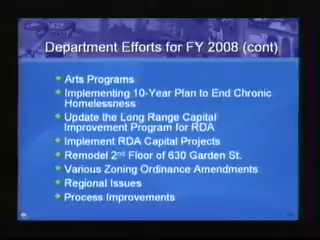 Department Efforts for FY 2008 (cont)
Arts Programs
Implementing 10-Year Plan to End Chronic
Homelessness
Update the Long Range Capital
Improvement Program for RDA
Implement RDA Capital Projects
Remodel 2nd Floor of 630 Garden St.
Various Zoning Ordinance Amendments
Regional Issues
Process Improvements